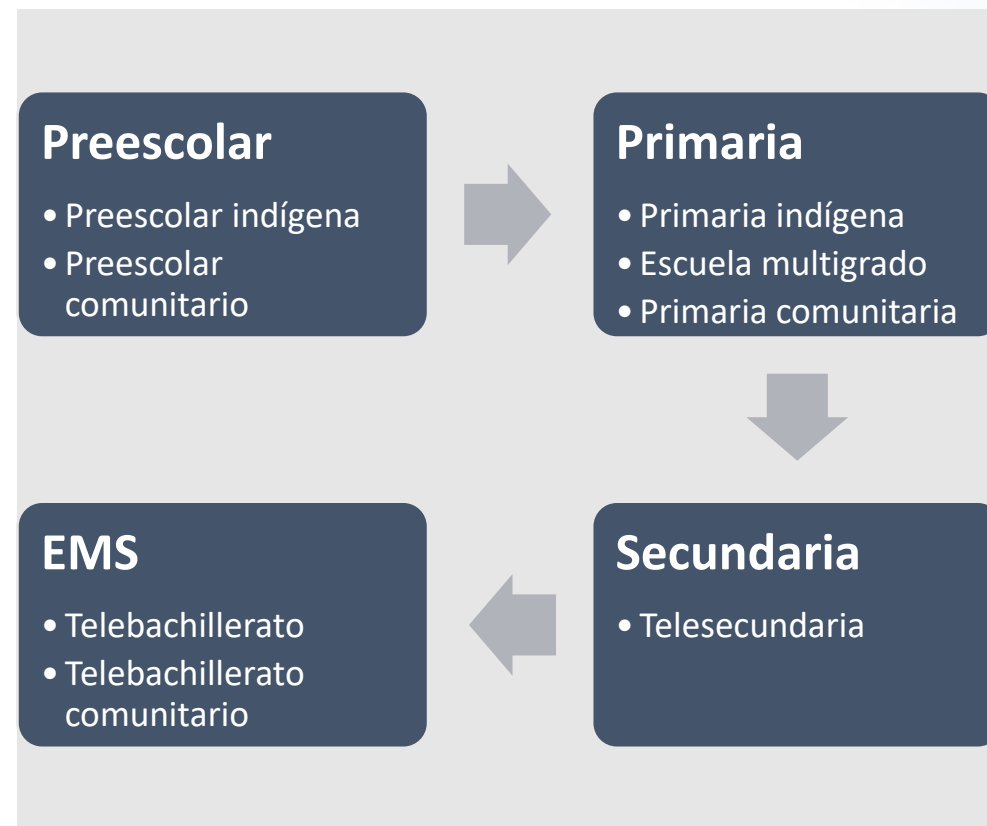 Preescolar
• Preescolar indígena
• Preescolar
comunitario
Primaria
• Primaria indígena
• Escuela multigrado
• Primaria comunitaria
Secundaria
• Telesecundaria
EMS
• Telebachillerato
• Telebachillerato
comunitario